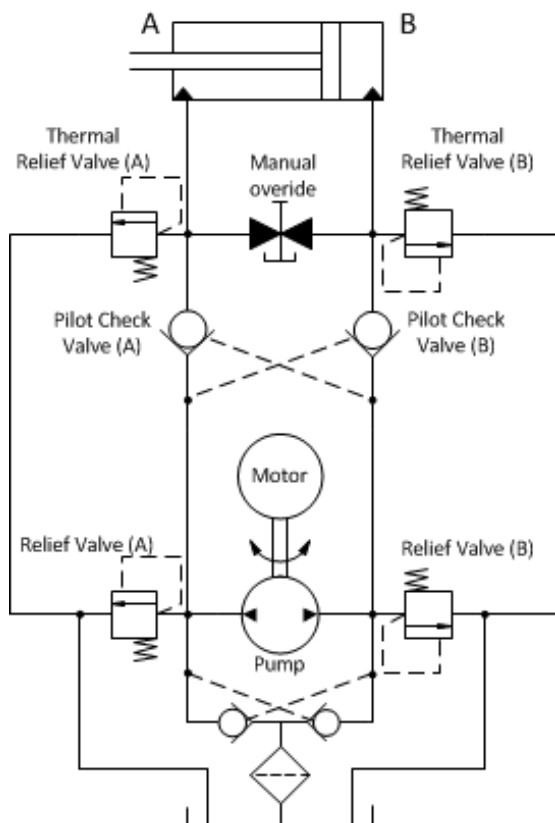 A
B
Thermal
Relief Valve (A)
Manual
overide
Thermal
Relief Valve (B)
Pilot Check
Valve (A)
Pilot Check
Valve (B)
Motor
Relief Valve (A)
Relief Valve (B)
Pump